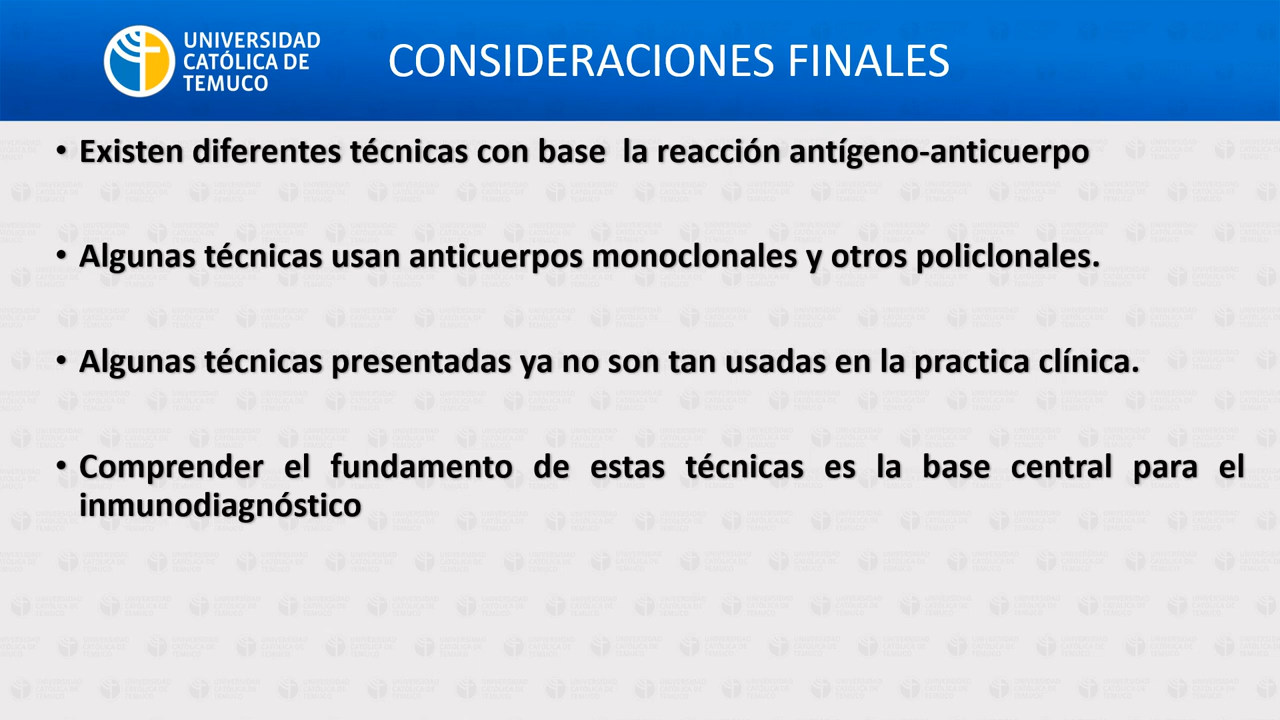 UNIVERSIDAD
CATÓLICA DE
TEMUCO
CONSIDERACIONES FINALES
• Existen diferentes técnicas con base  la reacción antígeno-anticuerpo
• Algunas técnicas usan anticuerpos monoclonales y otros policlonales.
• Algunas técnicas presentadas ya no son tan usadas en la practica clínica.
• Comprender el fundamento de estas técnicas es la base central para el
inmunodiagnóstico